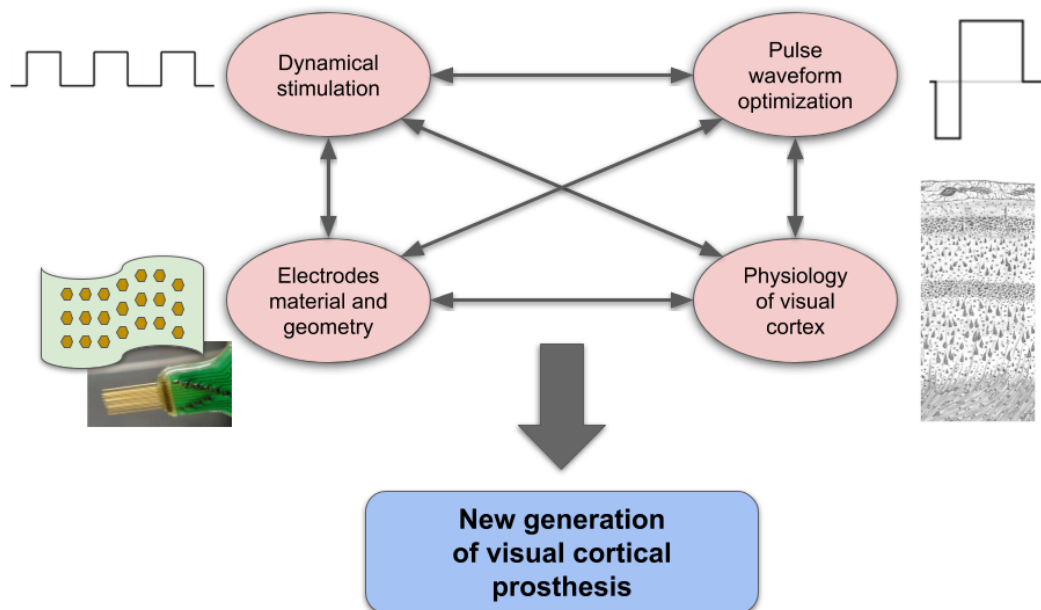 Dynamical
stimulation
Pulse
waveform
optimization
Electrodes
material and
geometry
Physiology
of visual
cortex
New generation
of visual cortical
prosthesis